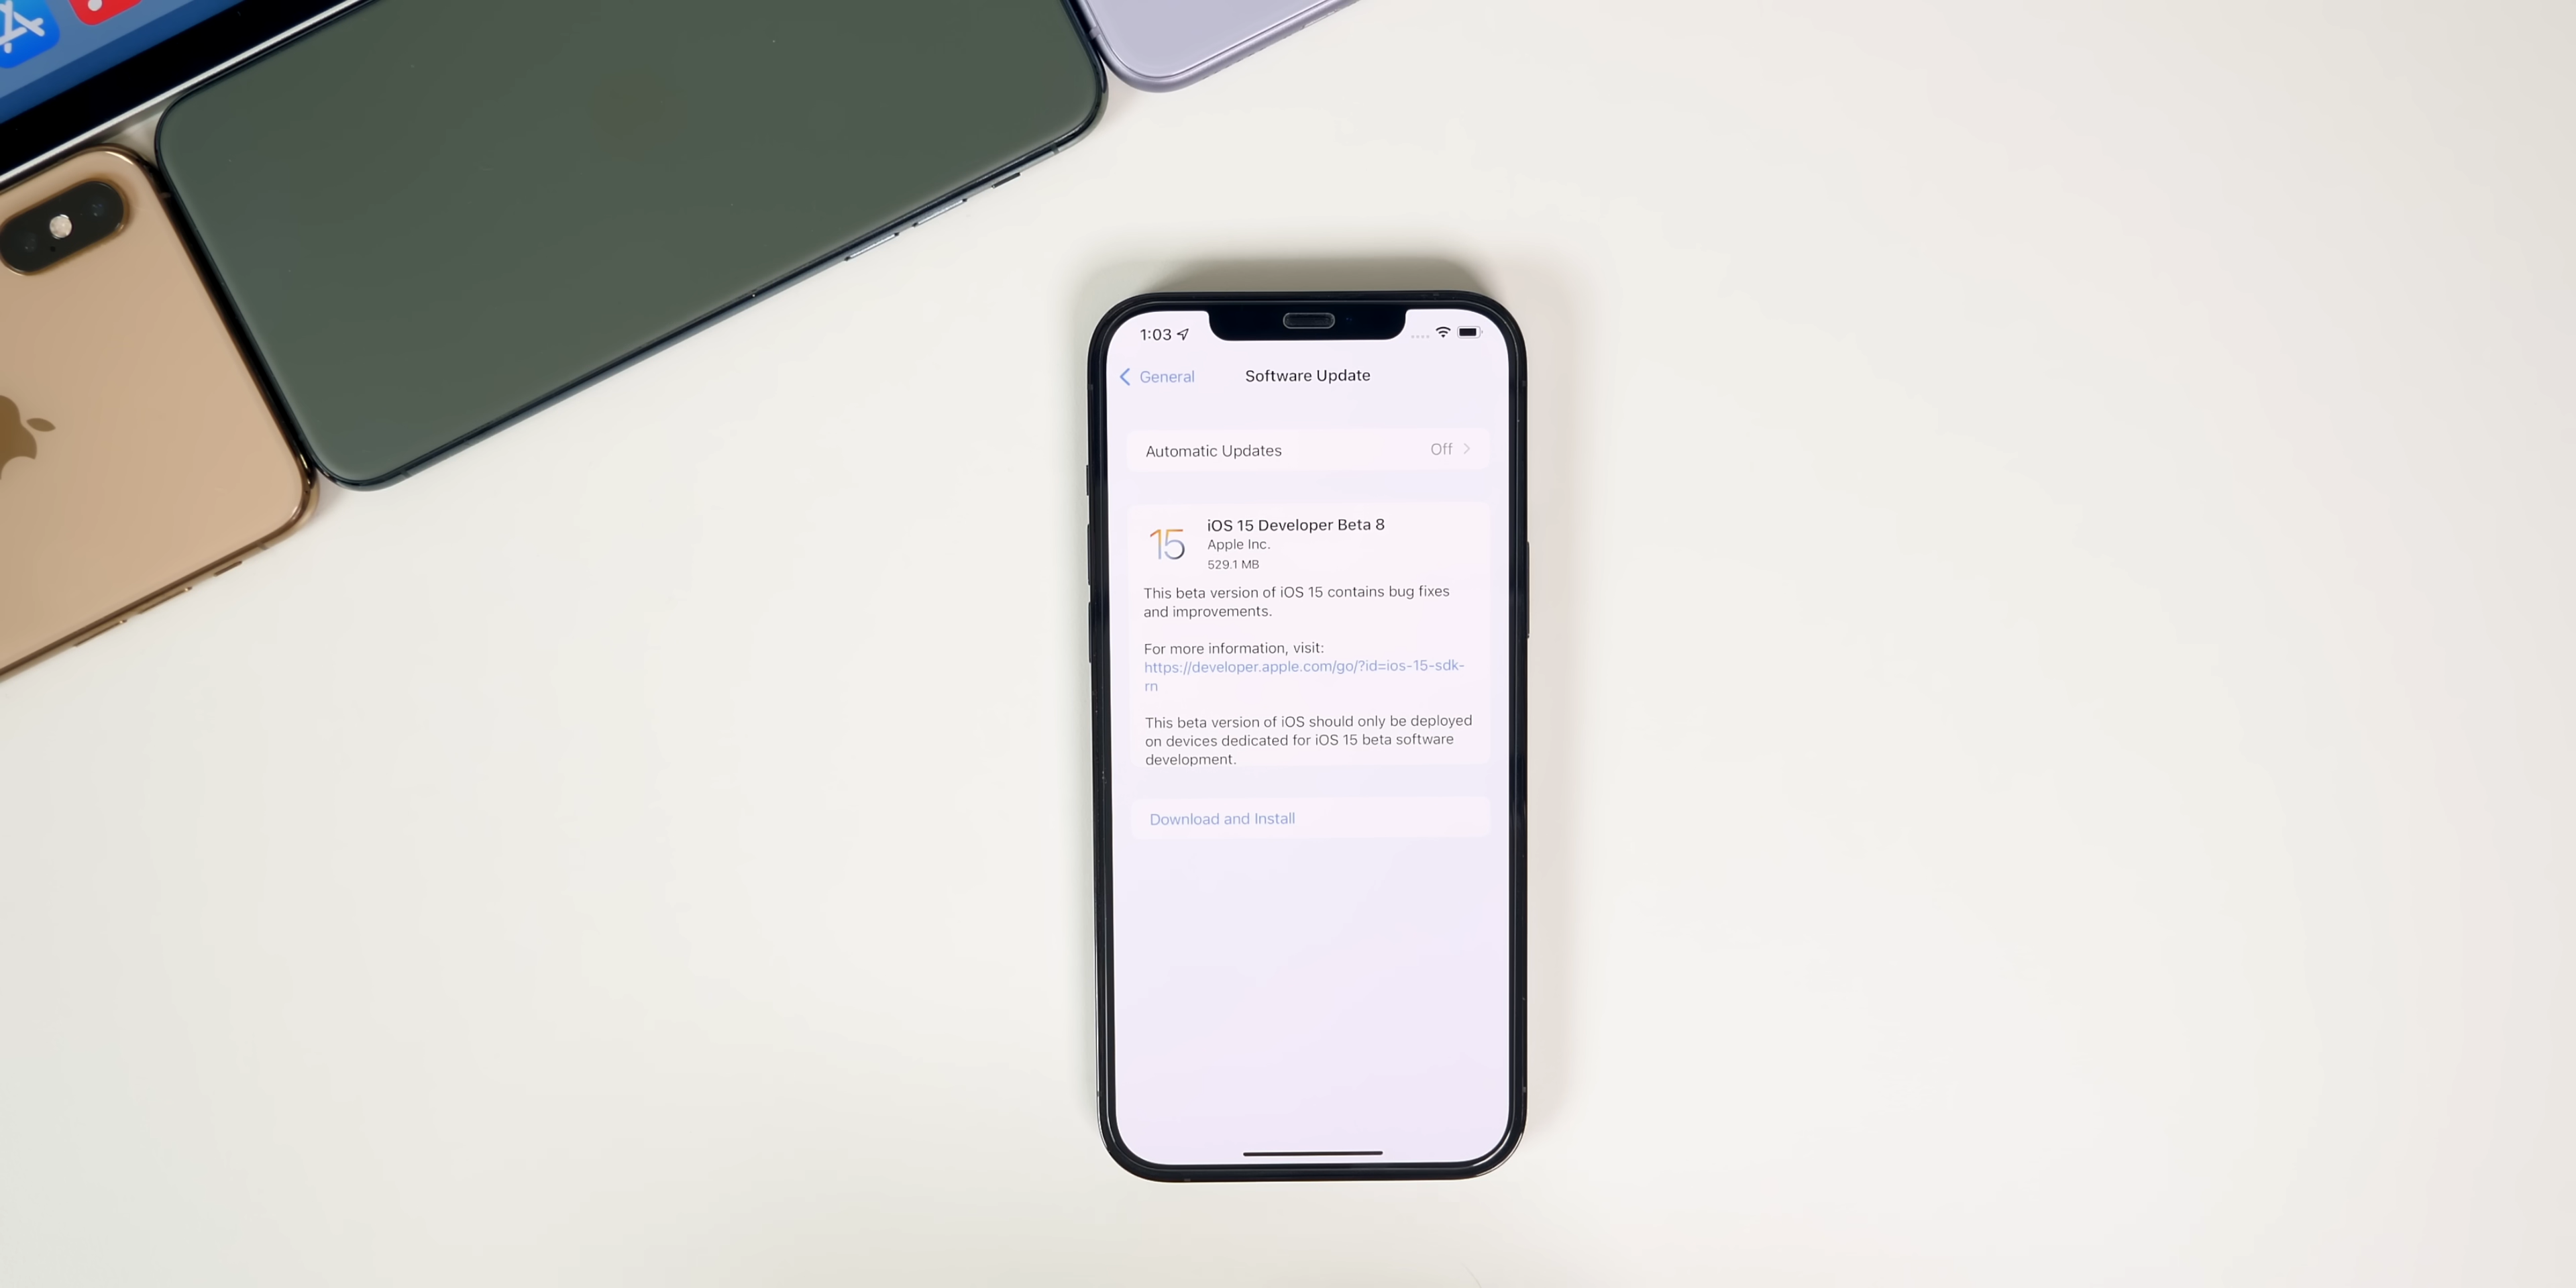 1:03
General
Software Update
Automatic Updates
Off
15
iOS 15 Developer Beta 8
Apple Inc.
529.1 MB
This beta version of iOS 15 contains bug fixes
and improvements.
For more information, visit:
https://developer.apple.com/go/?id=ios-15-sdk-
rn
This beta version of iOS should only be deployed
on devices dedicated for iOS 15 beta software
development.
Download and Install